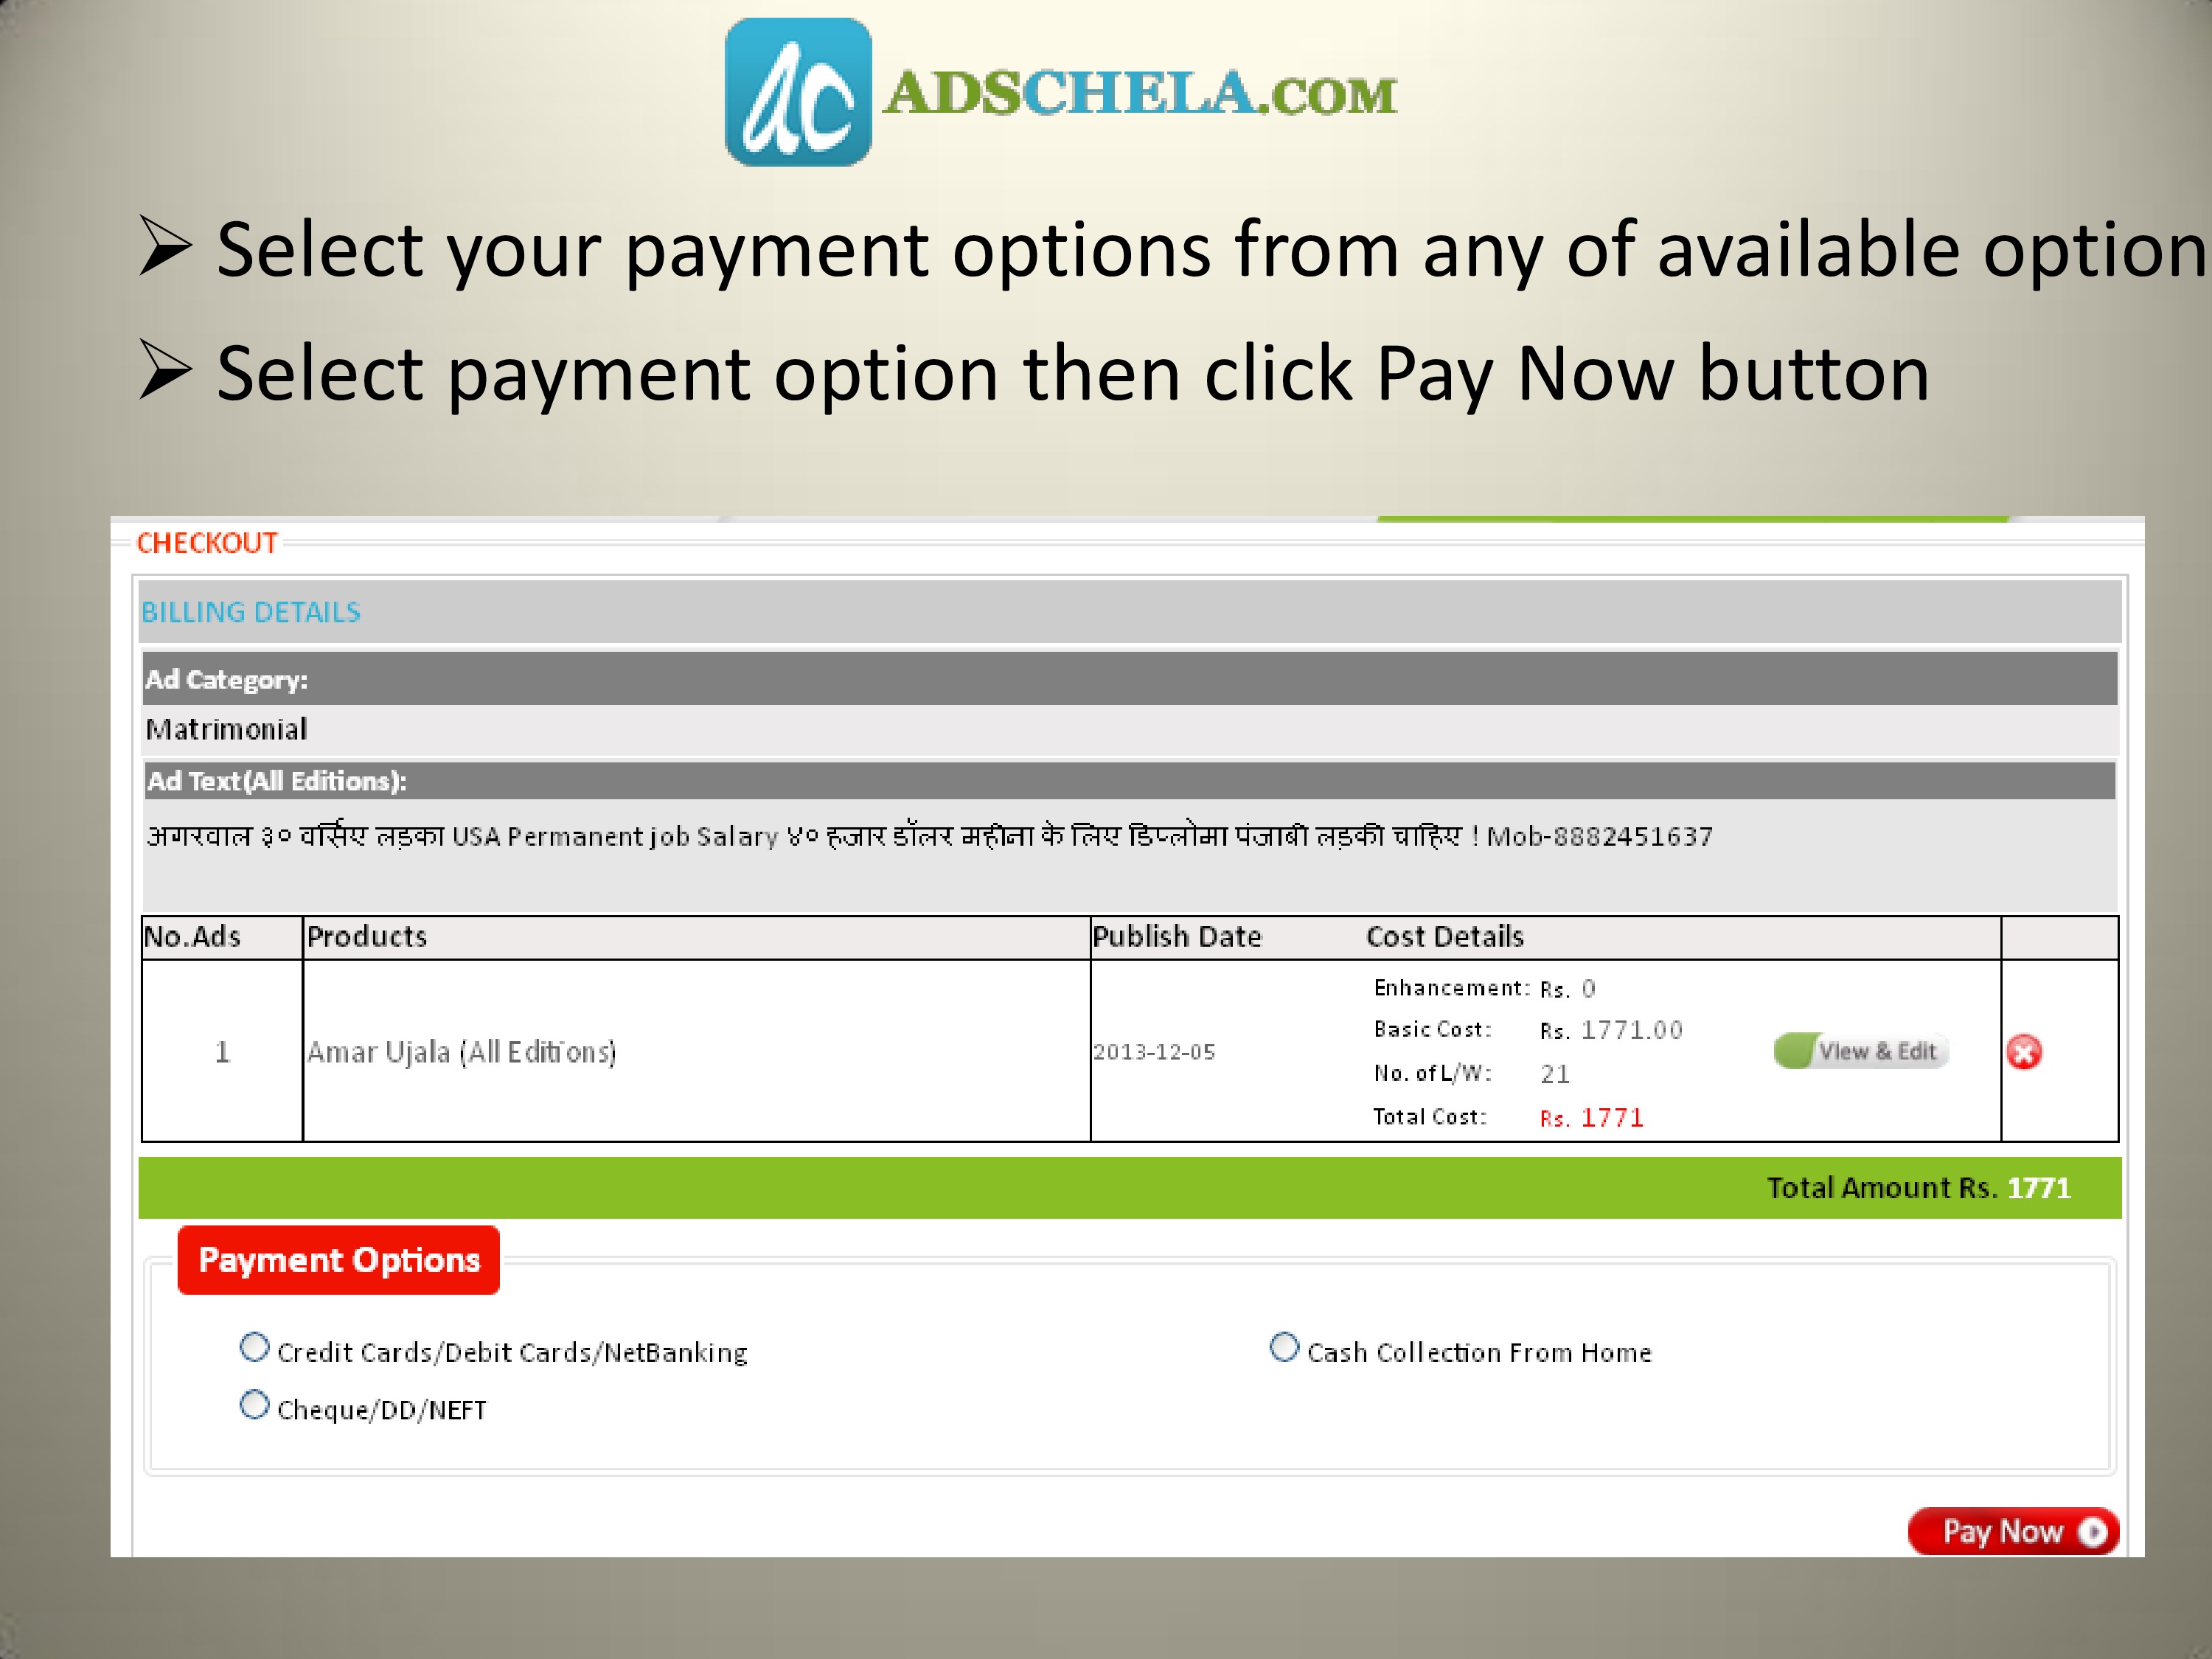 ac ADSCHELA.COM
Select your payment options from any of available option
Select payment option then click Pay Now button
CHECKOUT
BILLING DETAILS
Ad Category:
Matrimonial
Ad Text(All Editions):
अगरवाल ३० वर्सिए लड़का USA Permanent job Salary ४० हजार डॉलर महीना के लिए डिप्लोमा पंजाबी लड़की चाहिए ! Mob-8882451637
No.Ads Products Publish Date Cost Details
Enhancement: Rs. 0
Basic Cost: Rs. 1771.00
1 Amar Ujala (All Editions) 2013-12-05 View & Edit
No. of L/W: 21
Total Cost: Rs. 1771
Total Amount Rs. 1771
Payment Options
Credit Cards/Debit Cards/NetBanking Cash Collection From Home
Cheque/DD/NEFT
Pay Now